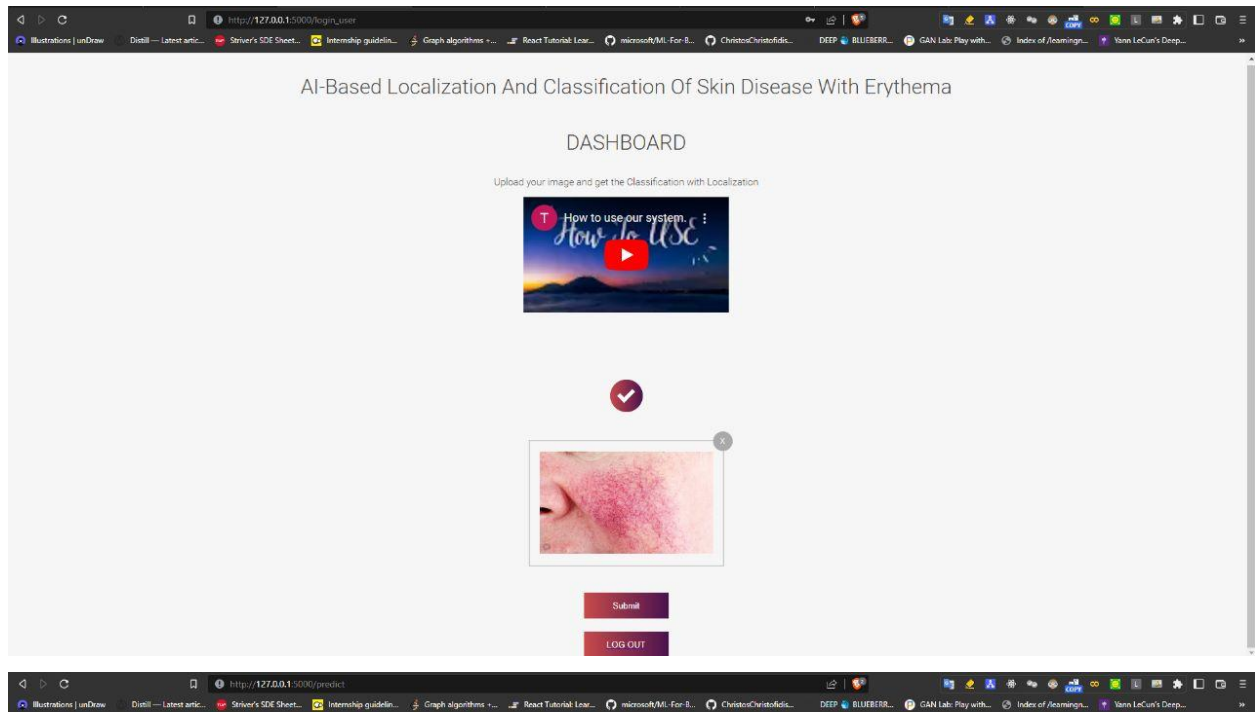 http://127.0.0.1:5000/login_user
Illustrations | unDraw Distill — Latest artic... Striver's SDE Sheet... Internship guidelin... Graph algorithms +... React Tutorial: Lear... microsoft/ML-For-B... ChristosChristofidis... DEEP BLUEBERR... GAN Lab: Play with... Index of /learningn... Yann LeCun's Deep... »
AI-Based Localization And Classification Of Skin Disease With Erythema
DASHBOARD
Upload your image and get the Classification with Localization
T How to use our system.
How To USE
X
Submit
LOG OUT
http://127.0.0.1:5000/predict
Illustrations | unDraw Distill — Latest artic... Striver's SDE Sheet... Internship guidelin... Graph algorithms +... React Tutorial: Lear... microsoft/ML-For-B... ChristosChristofidis... DEEP BLUEBERR... GAN Lab: Play with... Index of /learningn... Yann LeCun's Deep... »